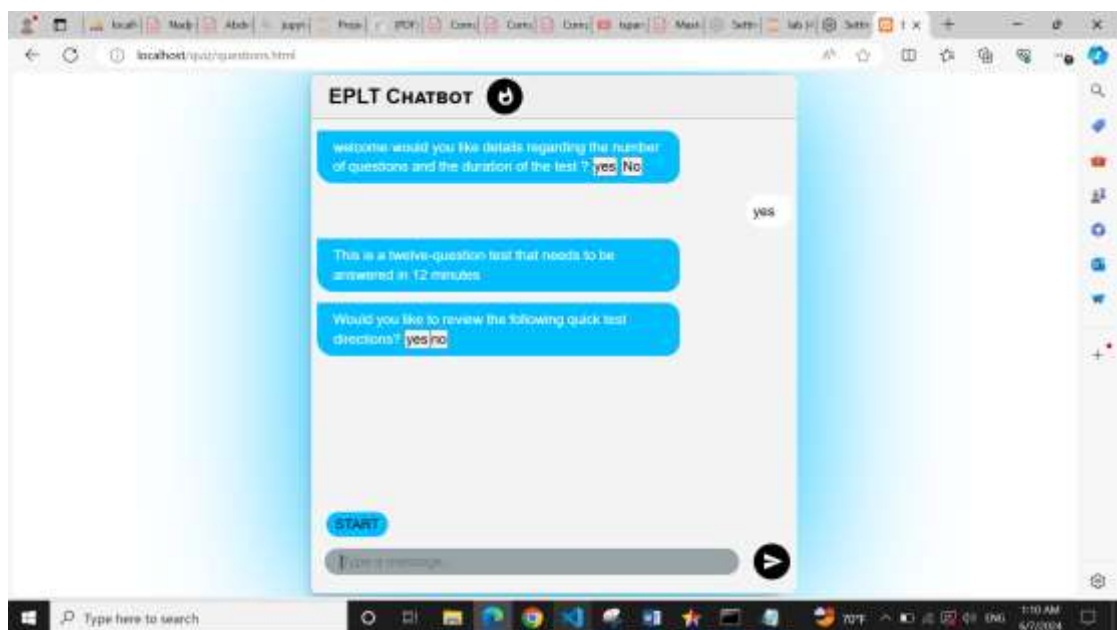 localhost/quiz/questions.html
EPLT CHATBOT
welcome would you like details regarding the number
of questions and the duration of the test ? yes No
yes
This is a twelve-question test that needs to be
answered in 12 minutes
Would you like to review the following quick test
directions? yes no
START
Type a message...
Type here to search
70°F
ENG
1:10 AM
6/7/2024